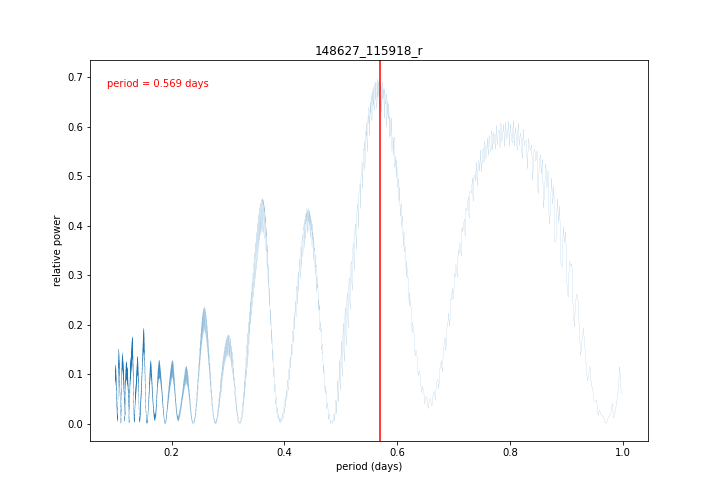 148627_115918_r
period = 0.569 days
relative power
0.7
0.6
0.5
0.4
0.3
0.2
0.1
0.0
0.2 0.4 0.6 0.8 1.0
period (days)